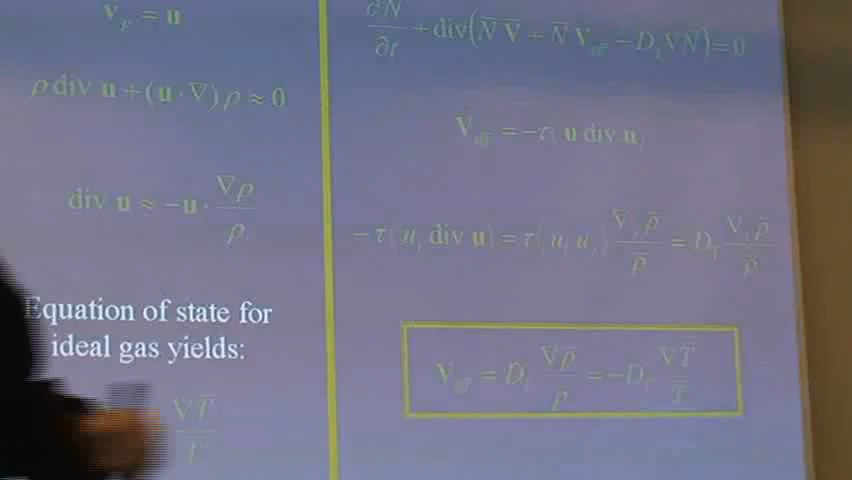 v_p = u
ρ div u + (u · ∇) ρ ≈ 0
div u ≈ −u · ∇ρ / ρ
Equation of state for
ideal gas yields:
∇T̄ / T̄
∂N̄ / ∂t + div(N̄ V̄ + N̄ V̄_eff − D_T ∇N̄) = 0
V_eff = −τ⟨u div u⟩
−τ⟨u_i div u⟩ = τ⟨u_i u_j⟩ ∇_j ρ̄ / ρ̄ = D_T ∇_i ρ̄ / ρ̄
V_eff = D_T ∇ρ̄ / ρ̄ = −D_T ∇T̄ / T̄